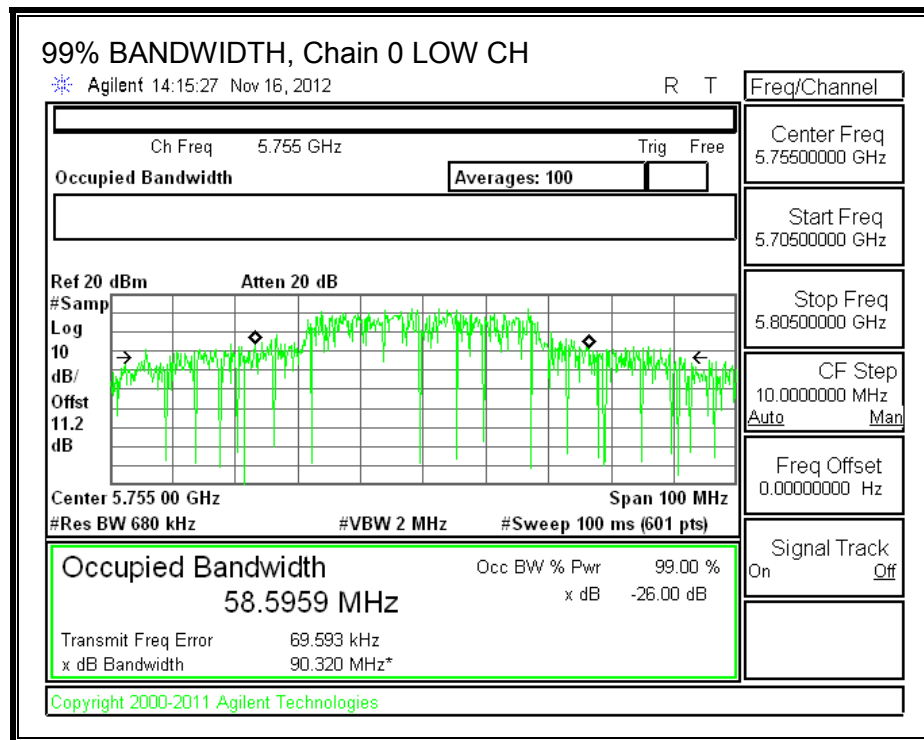 99% BANDWIDTH, Chain 0 LOW CH
Agilent 14:15:27 Nov 16, 2012 R T
Freq/Channel
Ch Freq 5.755 GHz Trig Free
Occupied Bandwidth Averages: 100
Center Freq
5.75500000 GHz
Start Freq
5.70500000 GHz
Stop Freq
5.80500000 GHz
CF Step
10.0000000 MHz
Auto Man
Freq Offset
0.00000000 Hz
Signal Track
On Off
Ref 20 dBm Atten 20 dB
#Samp
Log
10
dB/
Offst
11.2
dB
Center 5.755 00 GHz Span 100 MHz
#Res BW 680 kHz #VBW 2 MHz #Sweep 100 ms (601 pts)
Occupied Bandwidth Occ BW % Pwr 99.00 %
58.5959 MHz x dB -26.00 dB
Transmit Freq Error 69.593 kHz
x dB Bandwidth 90.320 MHz*
Copyright 2000-2011 Agilent Technologies